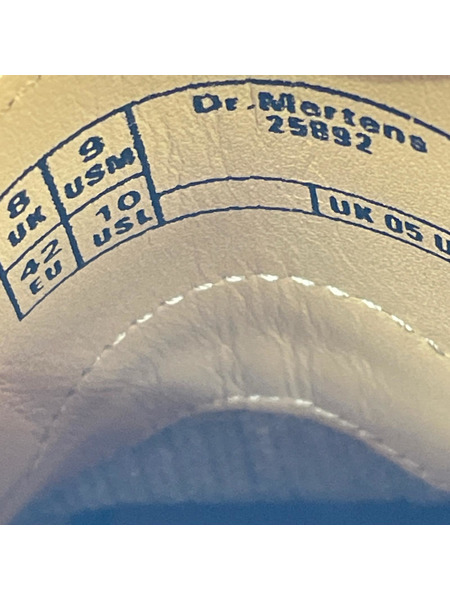 Dr. Martens
25892
8 UK
9 USM
42 EU
10 USL
UK 05 U